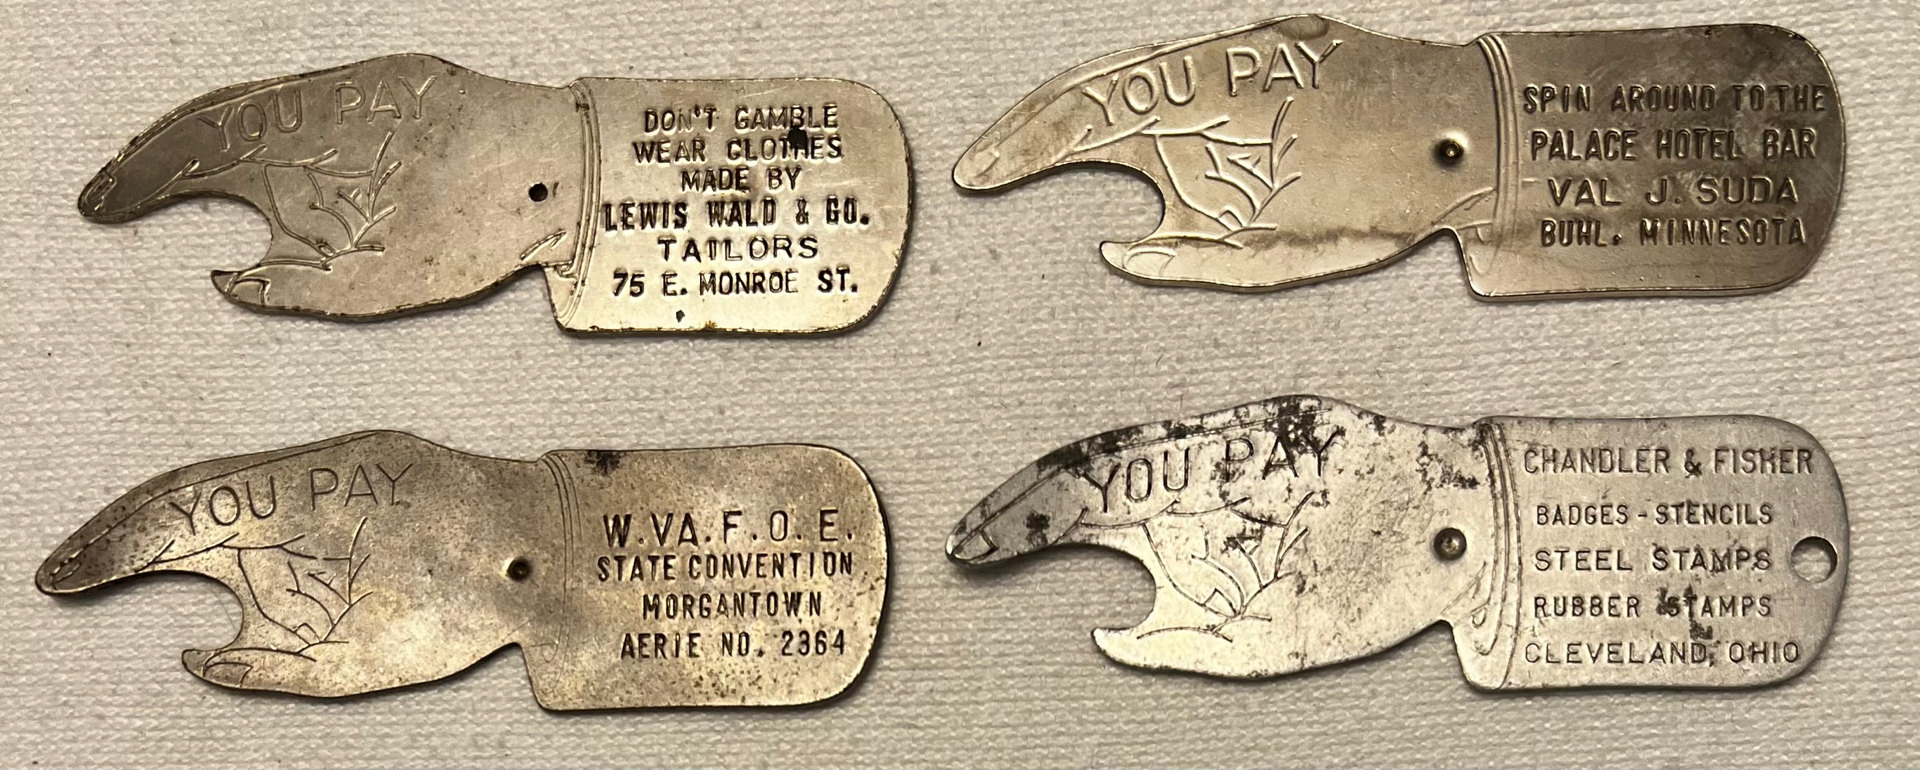 YOU PAY
DON'T GAMBLE
WEAR CLOTHES
MADE BY
LEWIS WALD & CO.
TAILORS
75 E. MONROE ST.
YOU PAY
SPIN AROUND TO THE
PALACE HOTEL BAR
VAL J. SUDA
BUHL. MINNESOTA
YOU PAY
W.VA.F.O.E.
STATE CONVENTION
MORGANTOWN
AERIE NO. 2364
YOU PAY
CHANDLER & FISHER
BADGES - STENCILS
STEEL STAMPS
RUBBER STAMPS
CLEVELAND, OHIO